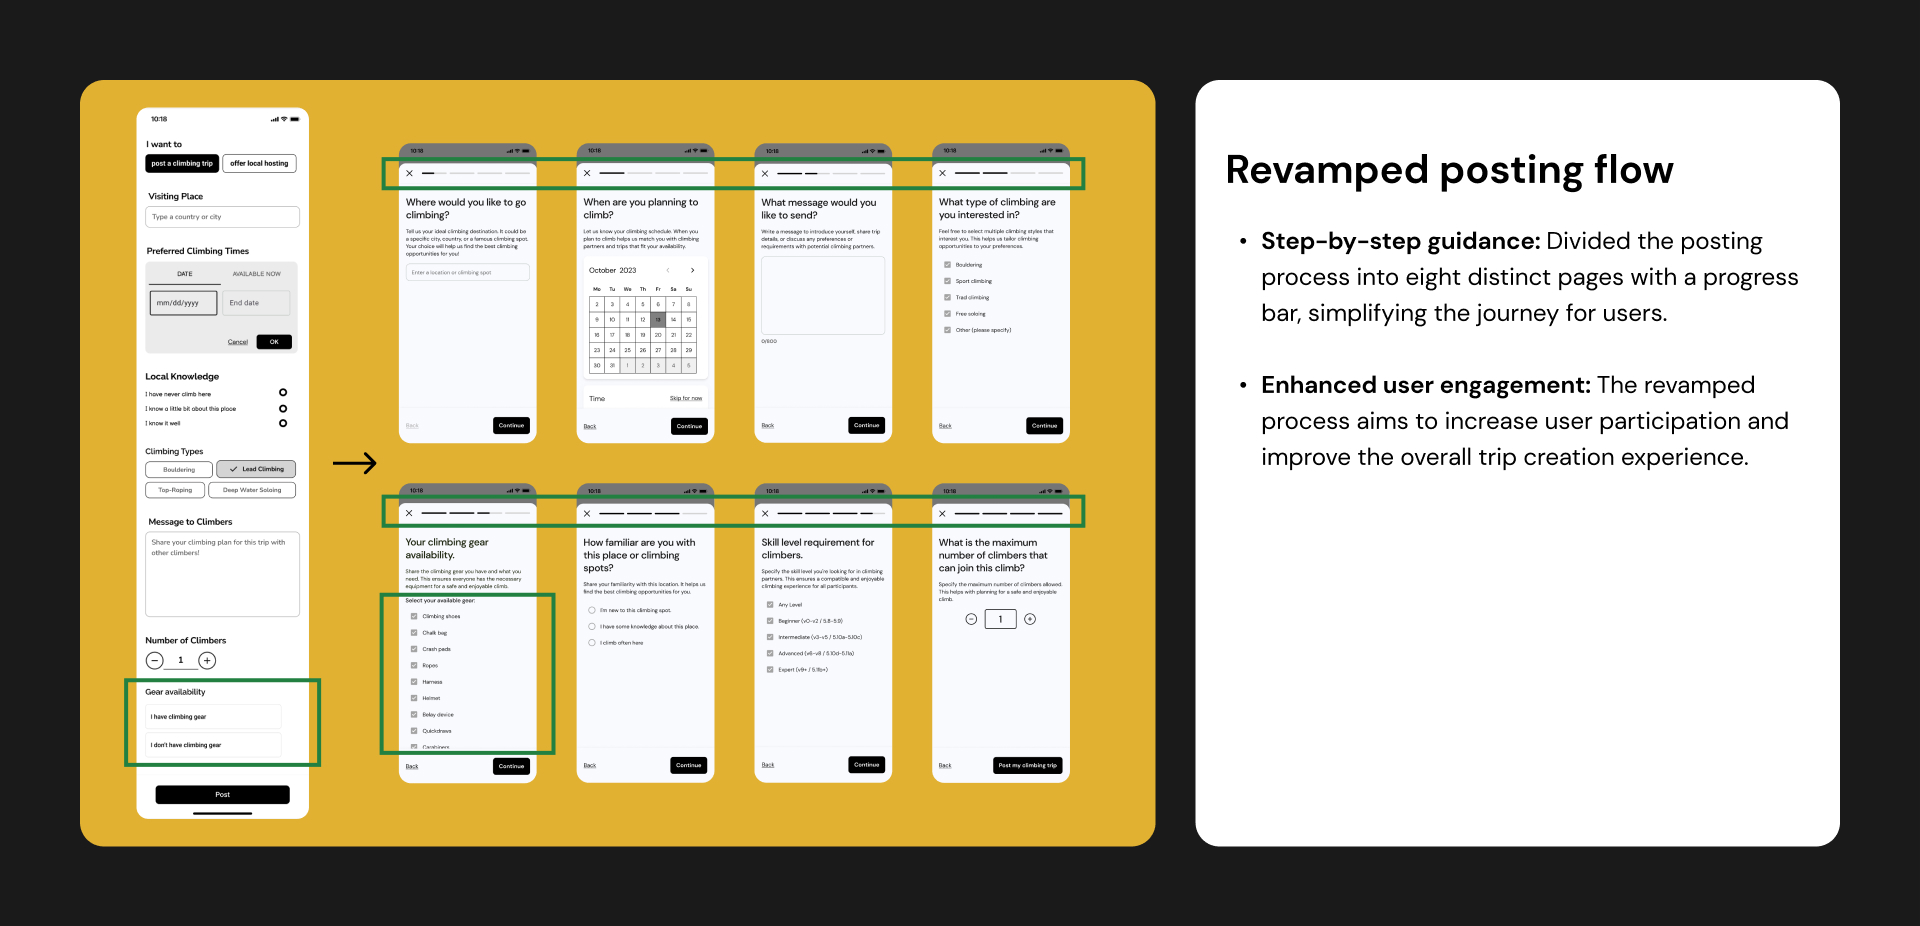 10:18
I want to
post a climbing trip
offer local hosting
Visiting Place
Type a country or city
Preferred Climbing Times
DATE
AVAILABLE NOW
mm/dd/yyyy
End date
Cancel
OK
Local Knowledge
I have never climb here
I know a little bit about this place
I know it well
Climbing Types
Bouldering
Lead Climbing
Top-Roping
Deep Water Soloing
Message to Climbers
Share your climbing plan for this trip with
other climbers!
Number of Climbers
1
Gear availability
I have climbing gear
I don't have climbing gear
Post
10:18
Where would you like to go
climbing?
Tell us your ideal climbing destination. It could be
a specific city, country, or a famous climbing spot.
Your choice will help us find the best climbing
opportunities for you!
Enter a location or climbing spot
Back
Continue
10:18
When are you planning to
climb?
Let us know your climbing schedule. When you
plan to climb helps us match you with climbing
partners and trips that fit your availability.
October 2023
Mo Tu We Th Fr Sa Su
2 3 4 5 6 7 8
9 10 11 12 13 14 15
16 17 18 19 20 21 22
23 24 25 26 27 28 29
30 31 1 2 3 4 5
Time
Skip for now
Back
Continue
10:18
What message would you
like to send?
Write a message to introduce yourself, share trip
details, or discuss any preferences or
requirements with potential climbing partners.
0/600
Back
Continue
10:18
What type of climbing are
you interested in?
Feel free to select multiple climbing styles that
interest you. This helps us tailor climbing
opportunities to your preferences.
Bouldering
Sport climbing
Trad climbing
Free soloing
Other (please specify)
Back
Continue
10:18
Your climbing gear
availability.
Share the climbing gear you have and what you
need. This ensures everyone has the necessary
equipment for a safe and enjoyable climb.
Select your available gear:
Climbing shoes
Chalk bag
Crash pads
Ropes
Harness
Helmet
Belay device
Quickdraws
Carabiners
Back
Continue
10:18
How familiar are you with
this place or climbing
spots?
Share your familiarity with this location. It helps us
find the best climbing opportunities for you.
I'm new to this climbing spot.
I have some knowledge about this place.
I climb often here
Back
Continue
10:18
Skill level requirement for
climbers.
Specify the skill level you're looking for in climbing
partners. This ensures a compatible and enjoyable
climbing experience for all participants.
Any Level
Beginner (v0-v2 / 5.8-5.9)
Intermediate (v3-v5 / 5.10a-5.10c)
Advanced (v6-v8 / 5.10d-5.11a)
Expert (v9+ / 5.11b+)
Back
Continue
10:18
What is the maximum
number of climbers that
can join this climb?
Specify the maximum number of climbers allowed.
This helps with planning for a safe and enjoyable
climb.
1
Back
Post my climbing trip
Revamped posting flow
• Step-by-step guidance: Divided the posting
process into eight distinct pages with a progress
bar, simplifying the journey for users.
• Enhanced user engagement: The revamped
process aims to increase user participation and
improve the overall trip creation experience.